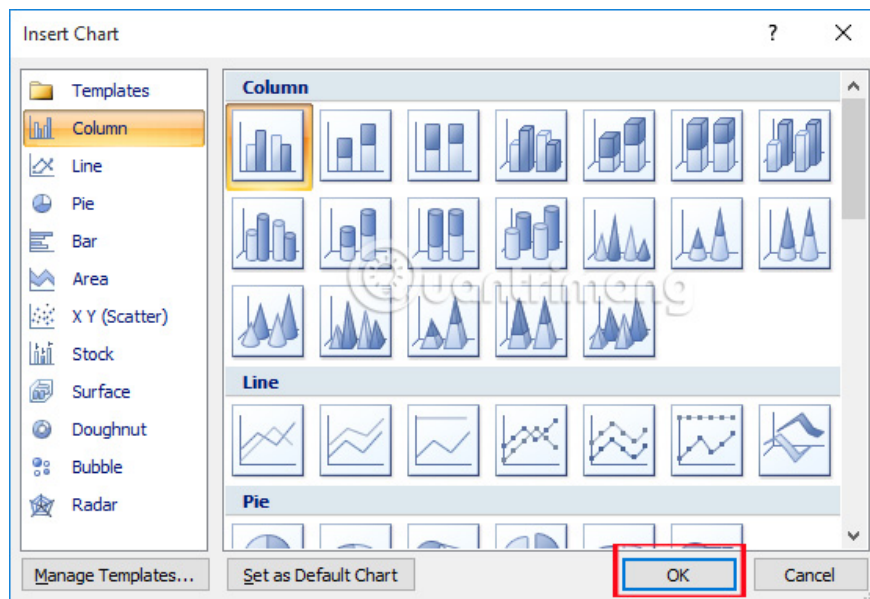 Insert Chart
?
Templates
Column
Line
Pie
Bar
Area
X Y (Scatter)
Stock
Surface
Doughnut
Bubble
Radar
Column
Line
Pie
Quantrimang
Manage Templates...
Set as Default Chart
OK
Cancel